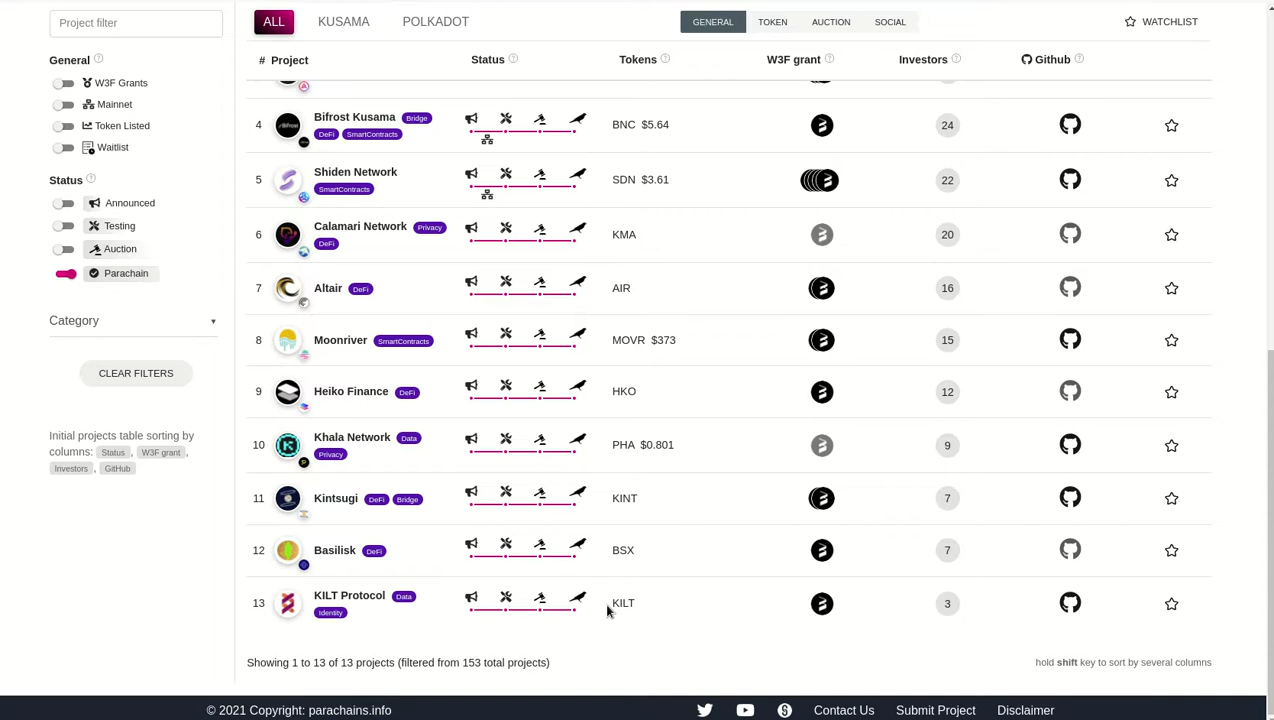 Project filter
General
W3F Grants
Mainnet
Token Listed
Waitlist
Status
Announced
Testing
Auction
Parachain
Category
CLEAR FILTERS
Initial projects table sorting by
columns: Status, W3F grant,
Investors, GitHub
ALL KUSAMA POLKADOT GENERAL TOKEN AUCTION SOCIAL WATCHLIST
# Project Status Tokens W3F grant Investors Github
4 Bifrost Kusama Bridge DeFi SmartContracts BNC $5.64 24
5 Shiden Network SmartContracts SDN $3.61 22
6 Calamari Network Privacy DeFi KMA 20
7 Altair DeFi AIR 16
8 Moonriver SmartContracts MOVR $373 15
9 Heiko Finance DeFi HKO 12
10 Khala Network Data Privacy PHA $0.801 9
11 Kintsugi DeFi Bridge KINT 7
12 Basilisk DeFi BSX 7
13 KILT Protocol Data Identity KILT 3
Showing 1 to 13 of 13 projects (filtered from 153 total projects)
hold shift key to sort by several columns
© 2021 Copyright: parachains.info Contact Us Submit Project Disclaimer